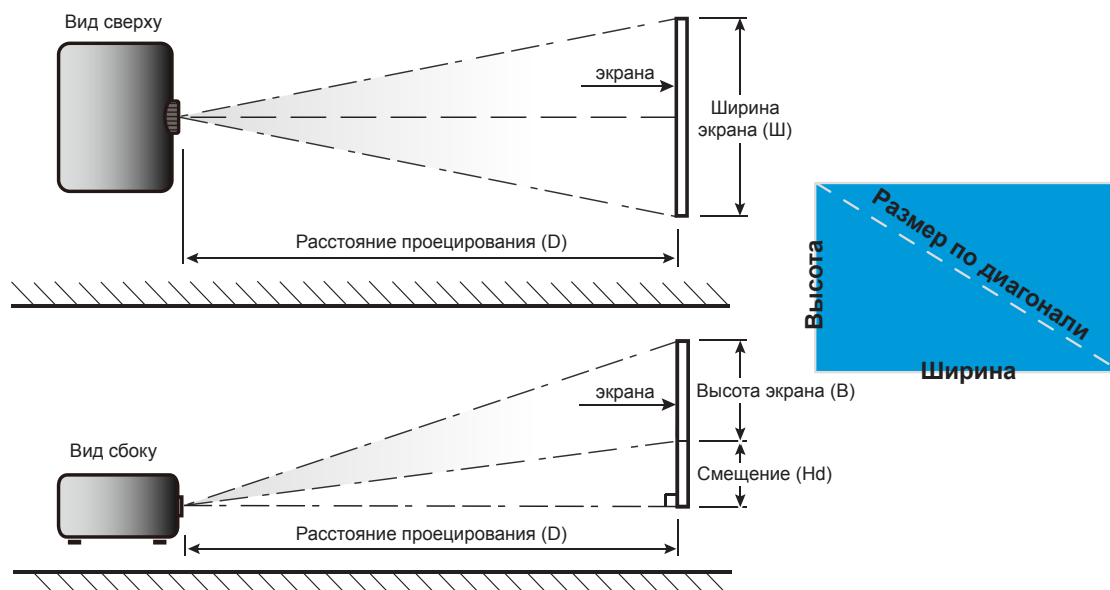 Вид сверху
экрана
Ширина
экрана (Ш)
Расстояние проецирования (D)
Высота
Размер по диагонали
Ширина
Вид сбоку
экрана
Высота экрана (В)
Смещение (Hd)
Расстояние проецирования (D)